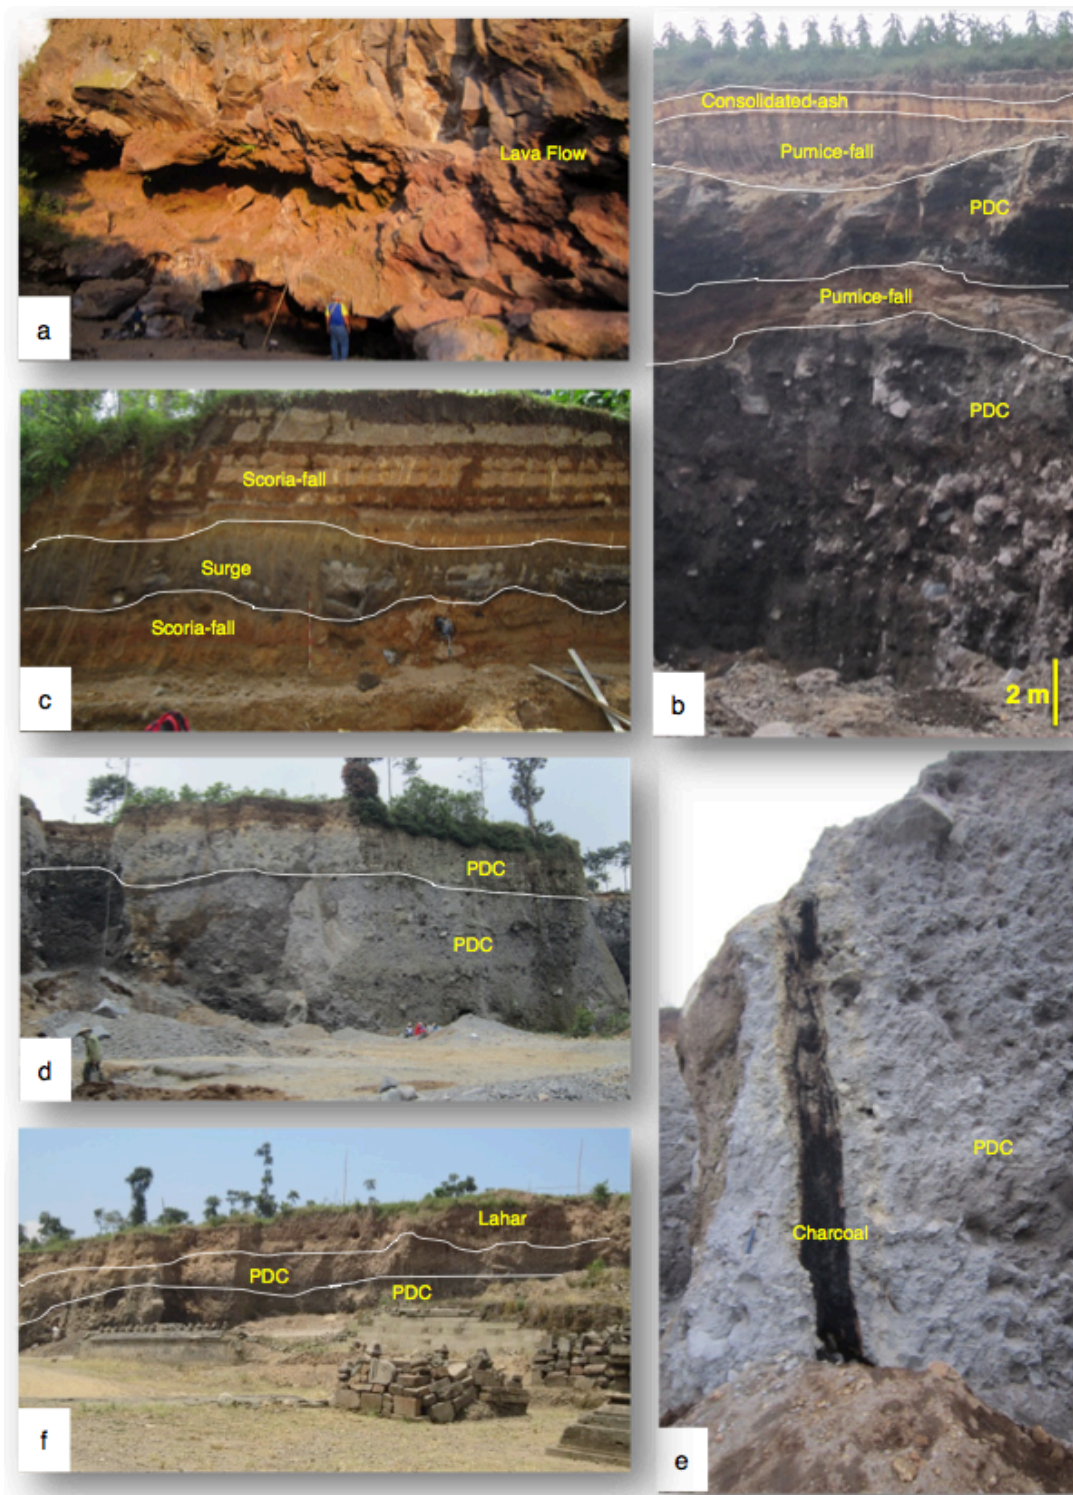 Lava Flow
a
Consolidated-ash
Pumice-fall
PDC
Pumice-fall
PDC
2 m
b
Scoria-fall
Surge
Scoria-fall
c
PDC
PDC
d
PDC
Charcoal
e
Lahar
PDC
PDC
f